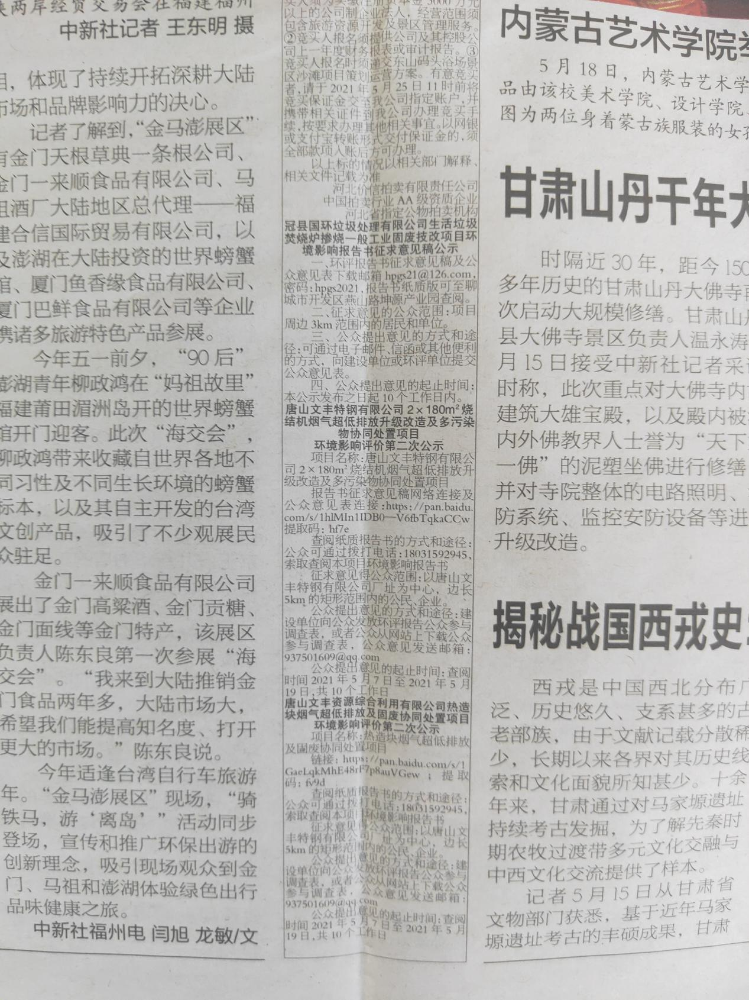 中新社记者 王东明 摄
体现了持续开拓深耕大陆
市场和品牌影响力的决心。
记者了解到,“金马澎展区”
有金门天根草典一条根公司、
金门一来顺食品有限公司、马
祖酒厂大陆地区总代理——福
建合信国际贸易有限公司，以
及澎湖在大陆投资的世界螃蟹
馆、厦门鱼香缘食品有限公司、
厦门巴鲜食品有限公司等企业
携诸多旅游特色产品参展。
今年五一前夕，“90后”
澎湖青年柳政鸿在“妈祖故里”
福建莆田湄洲岛开的世界螃蟹
馆开门迎客。此次“海交会”，
柳政鸿带来收藏自世界各地不
同习性及不同生长环境的螃蟹
标本，以及其自主开发的台湾
文创产品，吸引了不少观展民
众驻足。
金门一来顺食品有限公司
展出了金门高粱酒、金门贡糖、
金门面线等金门特产，该展区
负责人陈东良第一次参展“海
交会”。“我来到大陆推销金
门食品两年多，大陆市场大，
希望我们能提高知名度、打开
更大的市场。”陈东良说。
今年适逢台湾自行车旅游
年。“金马澎展区”现场，“骑
铁马，游‘离岛’”活动同步
登场，宣传和推广环保出游的
创新理念，吸引现场观众到金
门、马祖和澎湖体验绿色出行
品味健康之旅。
中新社福州电 闫旭 龙敏/文
以上的公司制企业法人，经营范围须
包含旅游资源开发及景区管理服务。
②竞买人报名须提供公司及其控股公
司上一年度财务报表或审计报告。③
竞买人报名时须递交东山码头浴场景
区沙滩项目策划运营方案。有意竞买
者,请于2021年5月25日11时前将
竞买保证金交至我公司指定账户,并
携带相关证件到我公司办理竞买手
续,按要求办理其他相关事宜。以网银
或支付宝转账形式交付保证金的,须
全部款项入账后方可办理。
以上标的情况以相关部门解释、
相关文件记载为准
河北价信拍卖有限责任公司
中国拍卖行业AA级资质企业
河北省指定公物拍卖机构
冠县国环垃圾处理有限公司生活垃圾
焚烧炉掺烧一般工业固废技改项目环
境影响报告书征求意见稿公示
一、环评报告书征求意见稿及公
众意见表下载邮箱hpgs21@126.com,
密码:hpgs2021,报告书纸质版可至聊
城市开发区燕山路坤源产业园查阅。
二、征求意见的公众范围:项目
周边3km范围内的居民和单位。
三、公众提出意见的方式和途
径:可通过电子邮件、信函或其他便利
的方式，向建设单位或环评单位提交
公众意见表。
四、公众提出意见的起止时间:
本公示发布之日起10个工作日内。
唐山文丰特钢有限公司2×180m²烧
结机烟气超低排放升级改造及多污染
物协同处置项目
环境影响评价第二次公示
项目名称:唐山文丰特钢有限公
司2×180m²烧结机烟气超低排放升
级改造及多污染物协同处置项目
报告书征求意见稿网络连接及
公众意见表连接:https://pan.baidu.
com/s/1hlMIn1IDB0—V6fbTqkaCCw
提取码: hf7e
查阅纸质报告书的方式和途径:
公众可通过拨打电话:18031592945,
索取查阅本项目环境影响报告书
征求意见得公众范围:以唐山文
丰特钢有限公司厂址为中心，边长
5km的矩形范围内的公民、企业。
公众提出意见的方式和途径:建
设单位向公众发放环评报告公众参与
调查表，或者公众从网站上下载公众
参与调查表，公众意见发送邮箱:
937501609@qq.com
公众提出意见的起止时间:查阅
时间2021年5月7日至2021年5月
19日,共10个工作日
唐山文丰资源综合利用有限公司热造
块烟气超低排放及固废协同处置项目
环境影响评价第二次公示
项目名称:热造块烟气超低排放
及固废协同处置项目
链接: https://pan.baidu.com/s/1
GaeLqkMhE48rF7p8auVGew ；提取
码: fv9d
查阅纸质报告书的方式和途径:
公众可通过拨打电话:18031592945,
索取查阅本项目环境影响报告书
征求意见得公众范围:以唐山文
丰特钢有限公司厂址为中心，边长
5km的矩形范围内的公民、企业。
公众提出意见的方式和途径:建
设单位向公众发放环评报告公众参与
调查表，或者公众从网站上下载公众
参与调查表，公众意见发送邮箱:
937501609@qq.com
公众提出意见的起止时间:查阅
时间2021年5月7日至2021年5月
19日,共10个工作日
内蒙古艺术学院
5月18日，内蒙古艺术学
品由该校美术学院、设计学院、
图为两位身着蒙古族服装的女孩
甘肃山丹千年大
时隔近30年，距今150
多年历史的甘肃山丹大佛寺再
次启动大规模修缮。甘肃山丹
县大佛寺景区负责人温永涛
月15日接受中新社记者采访
时称，此次重点对大佛寺内
建筑大雄宝殿，以及殿内被
内外佛教界人士誉为“天下
一佛”的泥塑坐佛进行修缮
并对寺院整体的电路照明、
防系统、监控安防设备等进
升级改造。
揭秘战国西戎史
西戎是中国西北分布广
泛、历史悠久、支系甚多的古
老部族，由于文献记载分散稀
少，长期以来各界对其历史线
索和文化面貌所知甚少。十余
年来，甘肃通过对马家塬遗址
持续考古发掘，为了解先秦时
期农牧过渡带多元文化交融与
中西文化交流提供了样本。
记者5月15日从甘肃省
文物部门获悉，基于近年马家
塬遗址考古的丰硕成果，甘肃